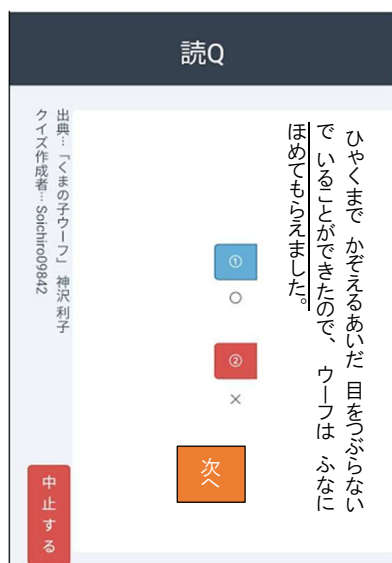 読Q
ひゃくまで かぞえるあいだ 目をつぶらない
で いることができたので、 ウーフは ふなに
ほめてもらえました。
①
○
②
×
次へ
出典…「くまの子ウーフ」 神沢 利子
クイズ作成者… Soichiro09842
中止する